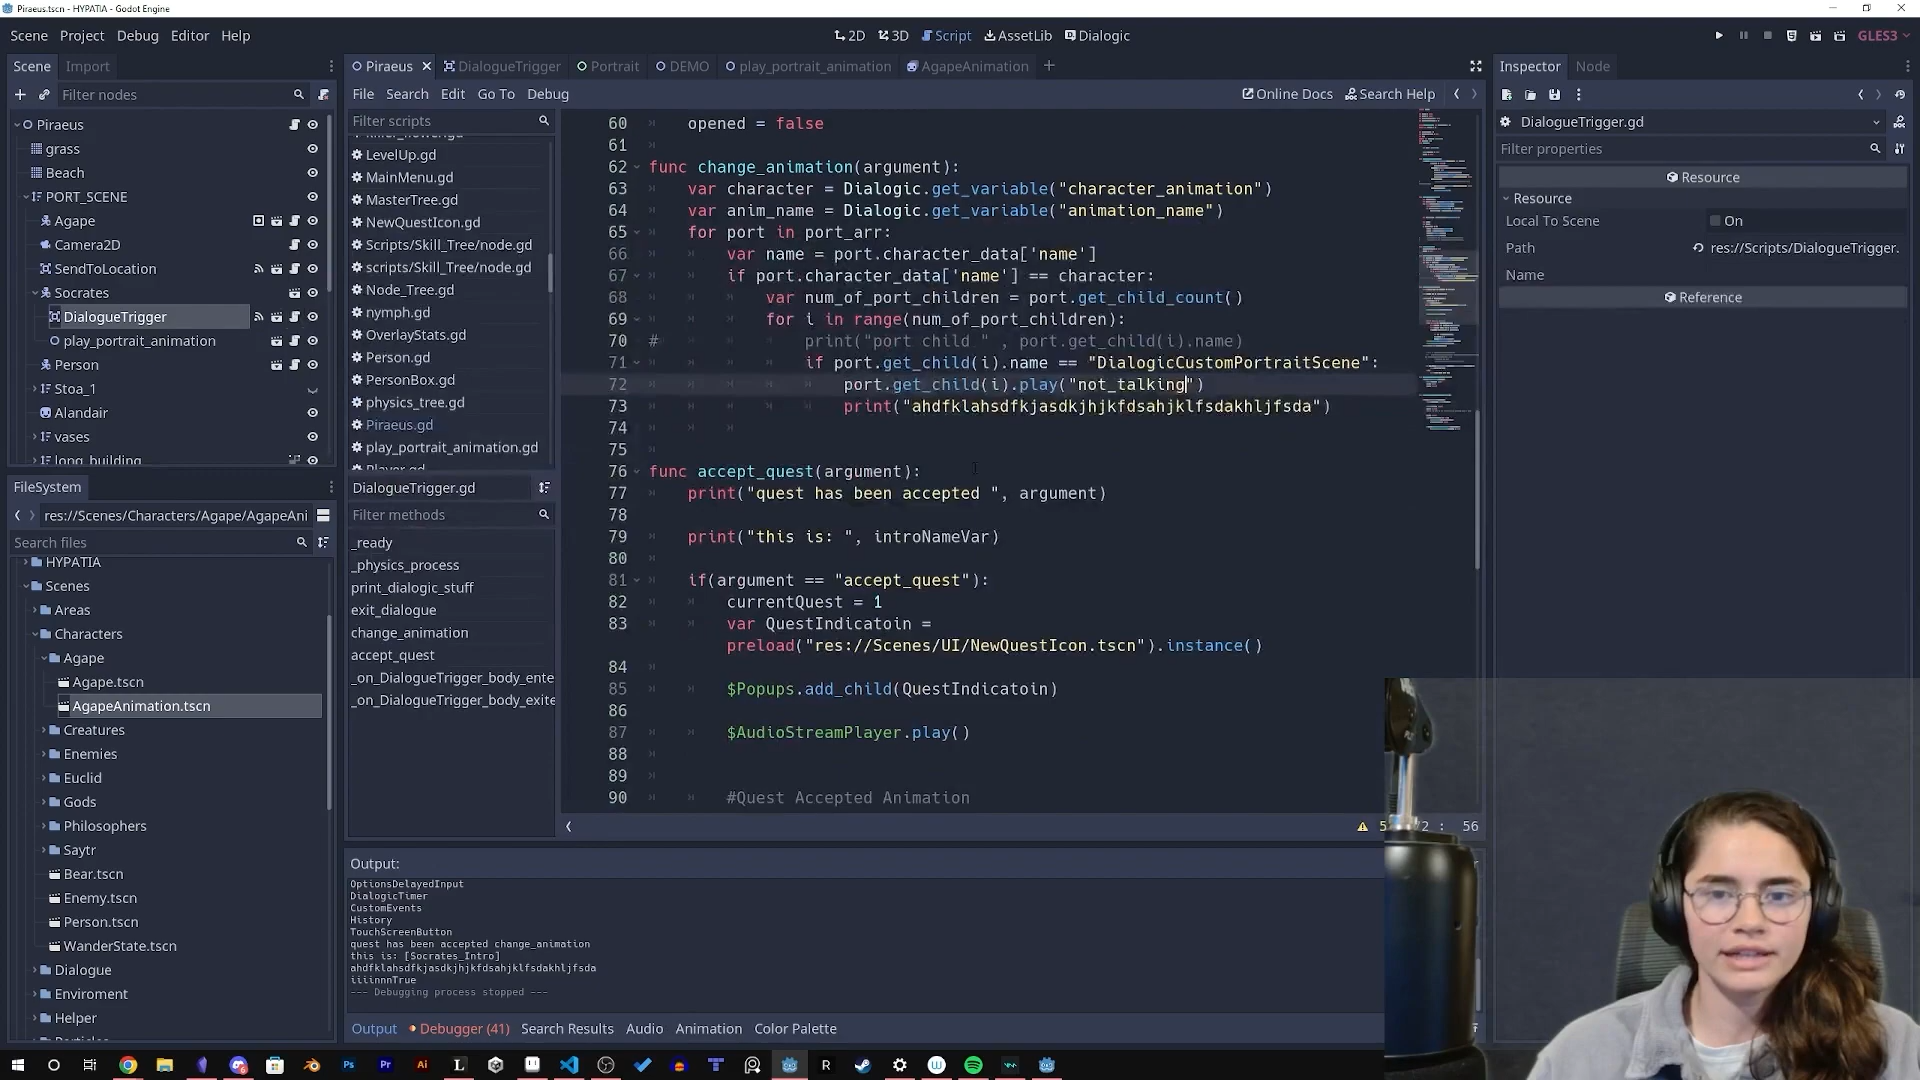 Piraeus.tscn - HYPATIA - Godot Engine
Scene Project Debug Editor Help
2D 3D Script AssetLib Dialogic
GLES3
Scene Import
Filter nodes
Piraeus
grass
Beach
PORT_SCENE
Agape
Camera2D
SendToLocation
Socrates
DialogueTrigger
play_portrait_animation
Person
Stoa_1
Alandair
vases
long_building
FileSystem
res://Scenes/Characters/Agape/AgapeAni
Search files
HYPATIA
Scenes
Areas
Characters
Agape
Agape.tscn
AgapeAnimation.tscn
Creatures
Enemies
Euclid
Gods
Philosophers
Saytr
Bear.tscn
Enemy.tscn
Person.tscn
WanderState.tscn
Dialogue
Enviroment
Helper
Piraeus DialogueTrigger Portrait DEMO play_portrait_animation AgapeAnimation
File Search Edit Go To Debug
Online Docs Search Help
Filter scripts
LevelUp.gd
MainMenu.gd
MasterTree.gd
NewQuestIcon.gd
Scripts/Skill_Tree/node.gd
scripts/Skill_Tree/node.gd
Node_Tree.gd
nymph.gd
OverlayStats.gd
Person.gd
PersonBox.gd
physics_tree.gd
Piraeus.gd
play_portrait_animation.gd
Player.gd
DialogueTrigger.gd
Filter methods
_ready
_physics_process
print_dialogic_stuff
exit_dialogue
change_animation
accept_quest
_on_DialogueTrigger_body_ente
_on_DialogueTrigger_body_exite
60 opened = false
61
62 func change_animation(argument):
63 var character = Dialogic.get_variable("character_animation")
64 var anim_name = Dialogic.get_variable("animation_name")
65 for port in port_arr:
66 var name = port.character_data['name']
67 if port.character_data['name'] == character:
68 var num_of_port_children = port.get_child_count()
69 for i in range(num_of_port_children):
70 # print("port child " , port.get_child(i).name)
71 if port.get_child(i).name == "DialogicCustomPortraitScene":
72 port.get_child(i).play("not_talking")
73 print("ahdfklahsdfkjasdkjhjkfdsahjklfsdakhljfsda")
74
75
76 func accept_quest(argument):
77 print("quest has been accepted ", argument)
78
79 print("this is: ", introNameVar)
80
81 if(argument == "accept_quest"):
82 currentQuest = 1
83 var QuestIndicatoin =
preload("res://Scenes/UI/NewQuestIcon.tscn").instance()
84
85 $Popups.add_child(QuestIndicatoin)
86
87 $AudioStreamPlayer.play()
88
89
90 #Quest Accepted Animation
56
Output:
OptionsDelayedInput
DialogicTimer
CustomEvents
History
TouchScreenButton
quest has been accepted change_animation
this is: [Socrates_Intro]
ahdfklahsdfkjasdkjhjkfdsahjklfsdakhljfsda
iiiinnnTrue
--- Debugging process stopped ---
Output Debugger (41) Search Results Audio Animation Color Palette
Inspector Node
DialogueTrigger.gd
Filter properties
Resource
Resource
Local To Scene On
Path res://Scripts/DialogueTrigger.
Name
Reference